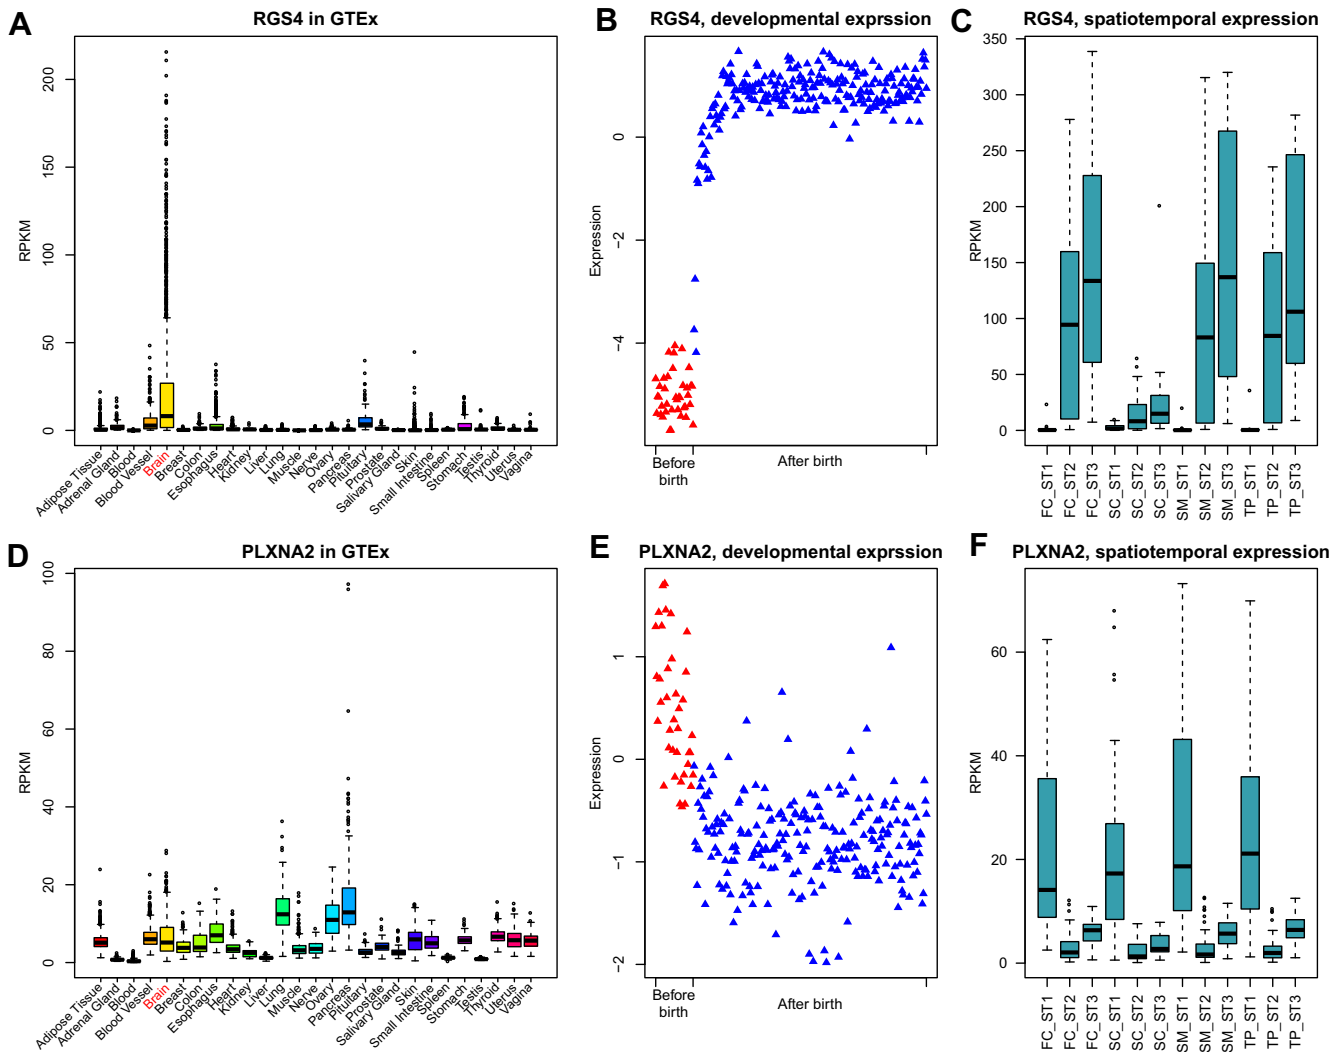 A
RGS4 in GTEx
RPKM
0
50
100
150
200
Adipose Tissue
Adrenal Gland
Blood
Blood Vessel
Brain
Breast
Colon
Esophagus
Heart
Kidney
Liver
Lung
Muscle
Nerve
Ovary
Pancreas
Pituitary
Prostate
Salivary Gland
Skin
Small Intestine
Spleen
Stomach
Testis
Thyroid
Uterus
Vagina
B
RGS4, developmental exprssion
Expression
0
−2
−4
Before
birth
After birth
C
RGS4, spatiotemporal expression
RPKM
0
50
100
150
200
250
300
350
FC_ST1
FC_ST2
FC_ST3
SC_ST1
SC_ST2
SC_ST3
SM_ST1
SM_ST2
SM_ST3
TP_ST1
TP_ST2
TP_ST3
D
PLXNA2 in GTEx
RPKM
0
20
40
60
80
100
Adipose Tissue
Adrenal Gland
Blood
Blood Vessel
Brain
Breast
Colon
Esophagus
Heart
Kidney
Liver
Lung
Muscle
Nerve
Ovary
Pancreas
Pituitary
Prostate
Salivary Gland
Skin
Small Intestine
Spleen
Stomach
Testis
Thyroid
Uterus
Vagina
E
PLXNA2, developmental exprssion
Expression
1
0
−1
−2
Before
birth
After birth
F
PLXNA2, spatiotemporal expression
RPKM
0
20
40
60
FC_ST1
FC_ST2
FC_ST3
SC_ST1
SC_ST2
SC_ST3
SM_ST1
SM_ST2
SM_ST3
TP_ST1
TP_ST2
TP_ST3